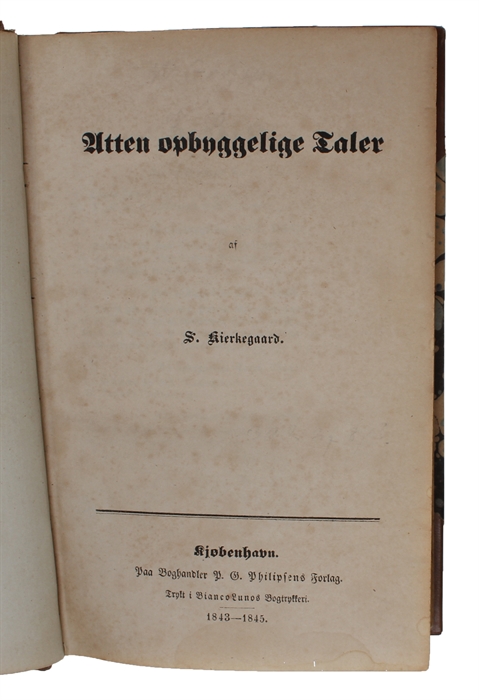 Atten opbyggelige Taler
af
S. Kierkegaard.
Kjøbenhavn.
Paa Boghandler P. G. Philipsens Forlag.
Trykt i Bianco Lunos Bogtrykkeri.
1843—1845.